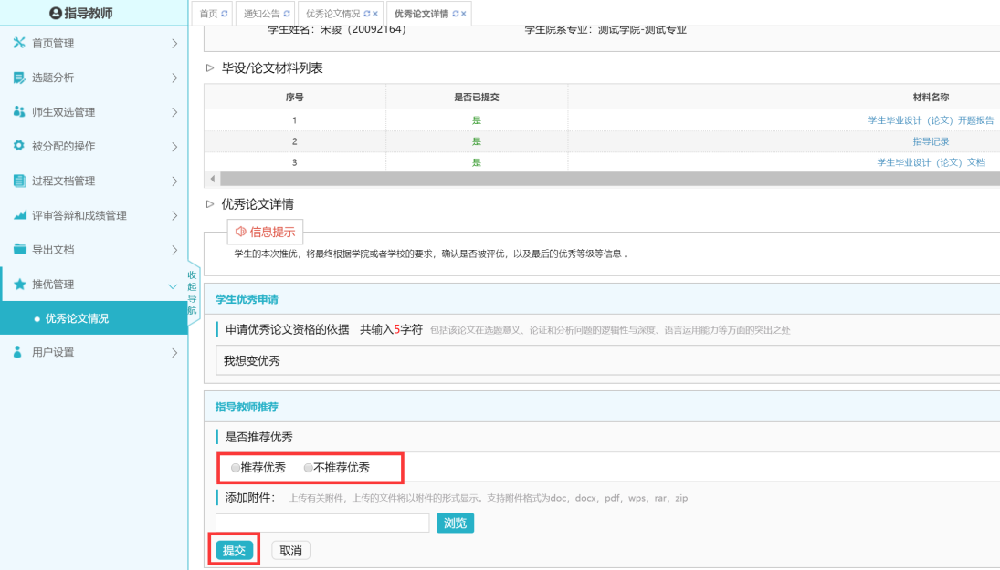 指导教师
首页 通知公告 优秀论文情况 优秀论文详情
首页管理
选题分析
师生双选管理
被分配的操作
过程文档管理
评审答辩和成绩管理
导出文档
推优管理
优秀论文情况
用户设置
收起导航
学生姓名：宋骏（20092164） 学生院系专业：测试学院-测试专业
毕设/论文材料列表
序号 是否已提交 材料名称
1 是 学生毕业设计（论文）开题报告
2 是 指导记录
3 是 学生毕业设计（论文）文档
优秀论文详情
信息提示
学生的本次推优，将最终根据学院或者学校的要求，确认是否被评优，以及最后的优秀等级等信息 。
学生优秀申请
申请优秀论文资格的依据 共输入5字符 包括该论文在选题意义、论证和分析问题的逻辑性与深度、语言运用能力等方面的突出之处
我想变优秀
指导教师推荐
是否推荐优秀
推荐优秀 不推荐优秀
添加附件： 上传有关附件，上传的文件将以附件的形式显示。支持附件格式为doc，docx，pdf，wps，rar，zip
浏览
提交 取消